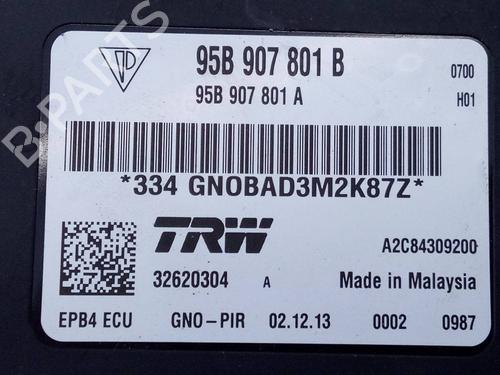 95B 907 801 B
0700
95B 907 801 A
H01
*334 GNOBAD3M2K87Z*
TRW
A2C84309200
32620304 A
Made in Malaysia
EPB4 ECU GNO-PIR 02.12.13 0002 0987
B-PARTS